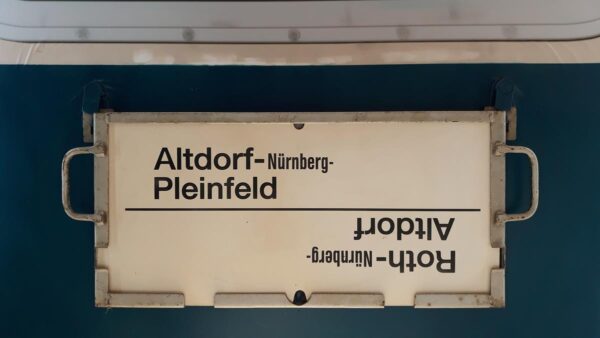 Altdorf-Nürnberg-
Pleinfeld
Roth-Nürnberg-
Altdorf